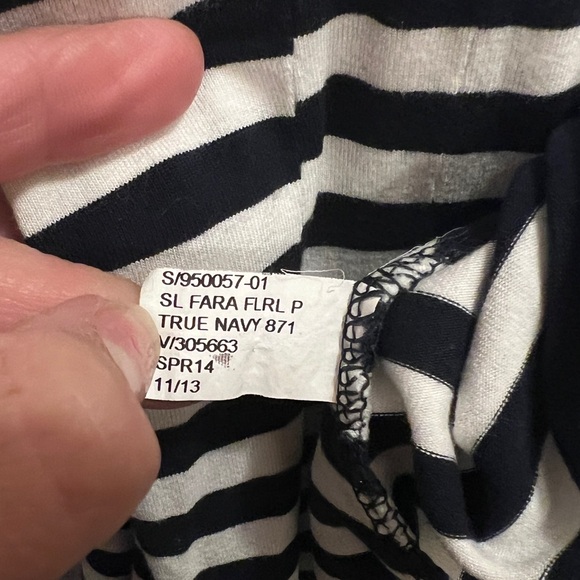 S/950057-01
SL FARA FLRL P
TRUE NAVY 871
V/305663
SPR14
11/13